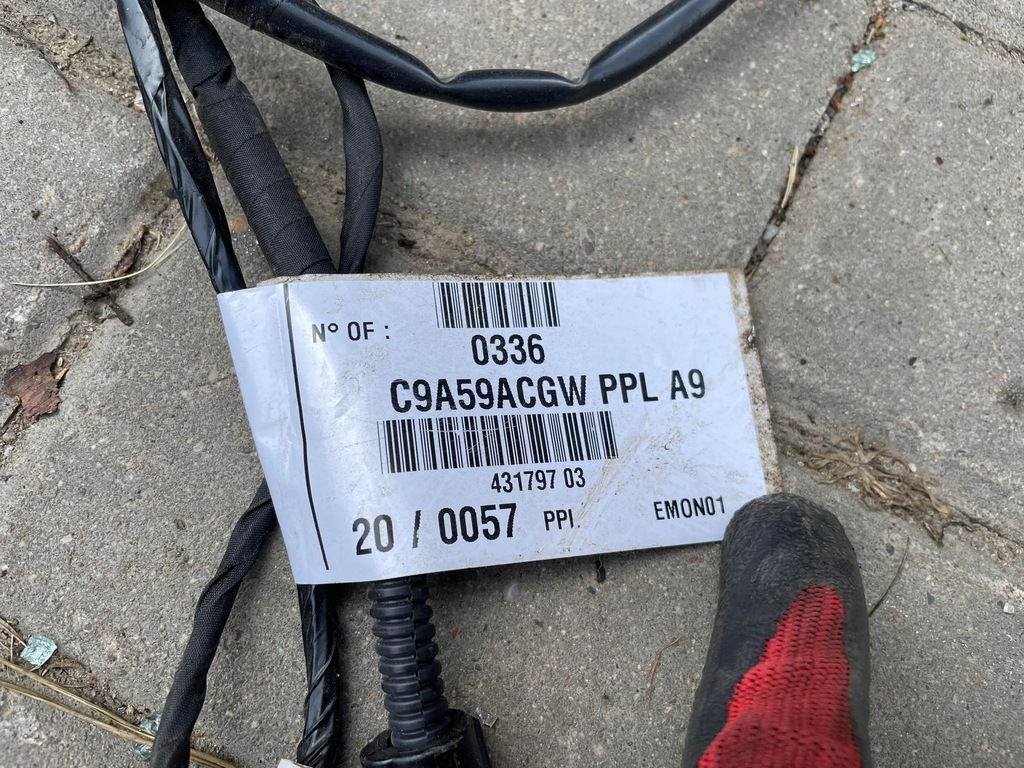 N° OF :
0336
C9A59ACGW PPL A9
431797 03
20 / 0057 PPL
EMON01